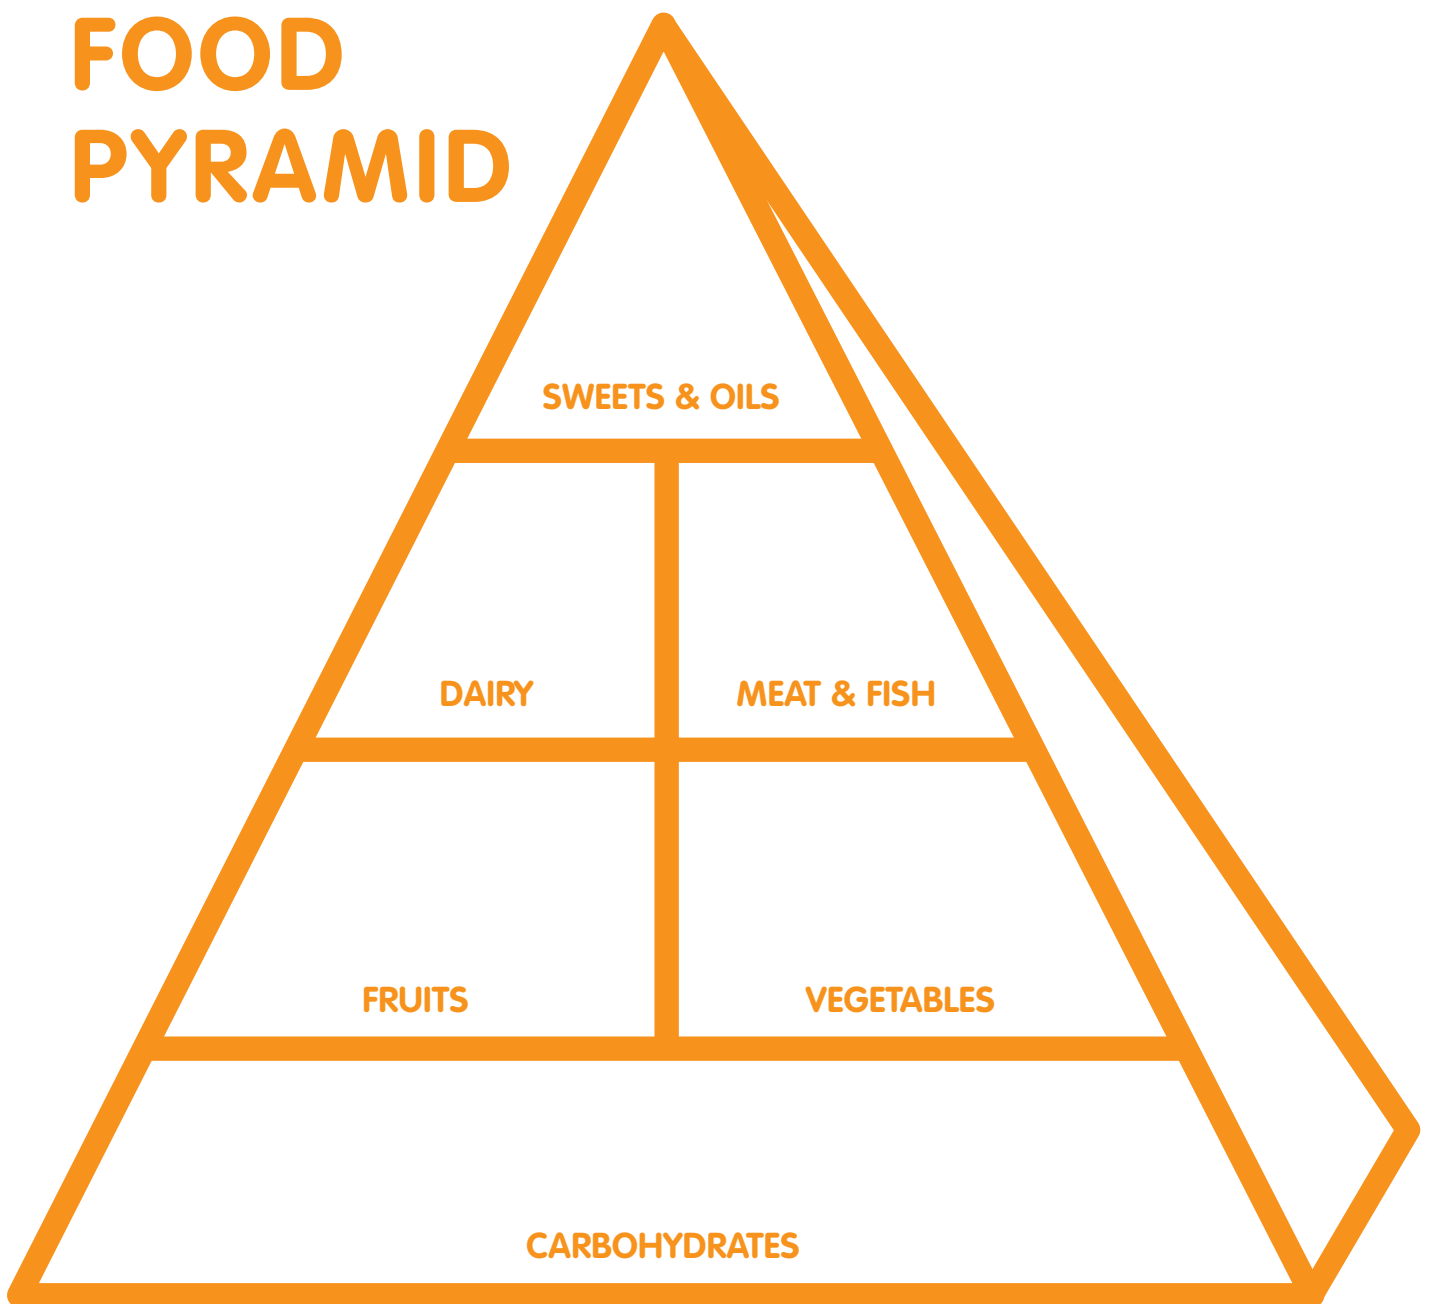 FOOD
PYRAMID
SWEETS & OILS
DAIRY
MEAT & FISH
FRUITS
VEGETABLES
CARBOHYDRATES